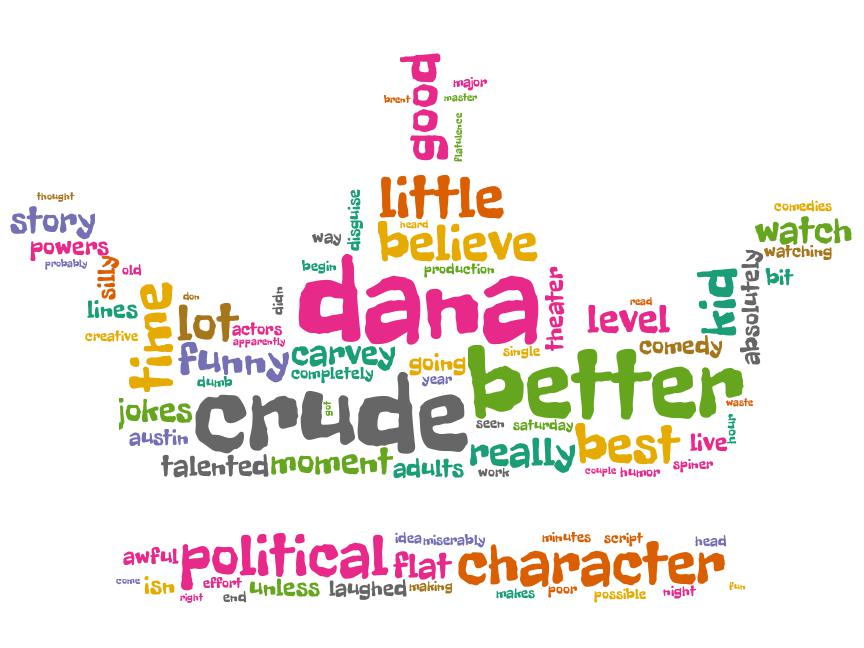 good
major
brent
master
flatulence
little
thought
story
powers
probably
silly
old
way
disguise
heard
believe
begin
production
comedies
watch
watching
bit
absolutely
kid
lines
creative
time
don
lot
didn
actors
apparently
dana
theater
read
level
comedy
funny
carvey
completely
dumb
going
single
year
better
jokes
austin
crude
got
seen
saturday
best
live
hour
waste
talented
moment
adults
really
work
couple
humor
spiner
awful
political
idea
miserably
flat
character
minutes
script
head
come
isn
effort
right
end
unless
laughed
making
makes
poor
possible
night
fun